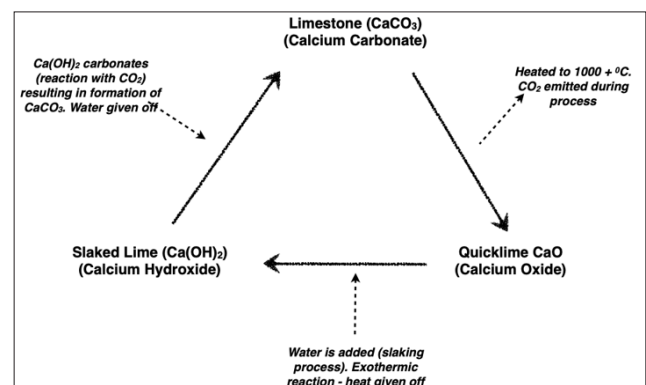 Limestone (CaCO₃)
(Calcium Carbonate)
Ca(OH)₂ carbonates
(reaction with CO₂)
resulting in formation of
CaCO₃. Water given off
Heated to 1000 + ⁰C.
CO₂ emitted during
process
Slaked Lime (Ca(OH)₂)
(Calcium Hydroxide)
Quicklime CaO
(Calcium Oxide)
Water is added (slaking
process). Exothermic
reaction - heat given off